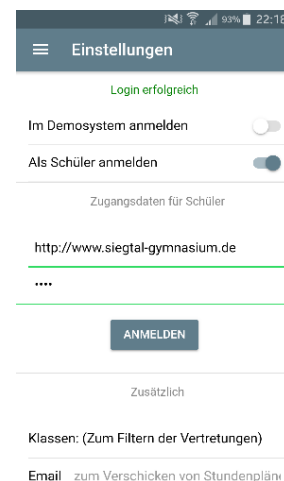 93% 22:18
Einstellungen
Login erfolgreich
Im Demosystem anmelden
Als Schüler anmelden
Zugangsdaten für Schüler
http://www.siegtal-gymnasium.de
••••
ANMELDEN
Zusätzlich
Klassen: (Zum Filtern der Vertretungen)
Email zum Verschicken von Stundenpläne